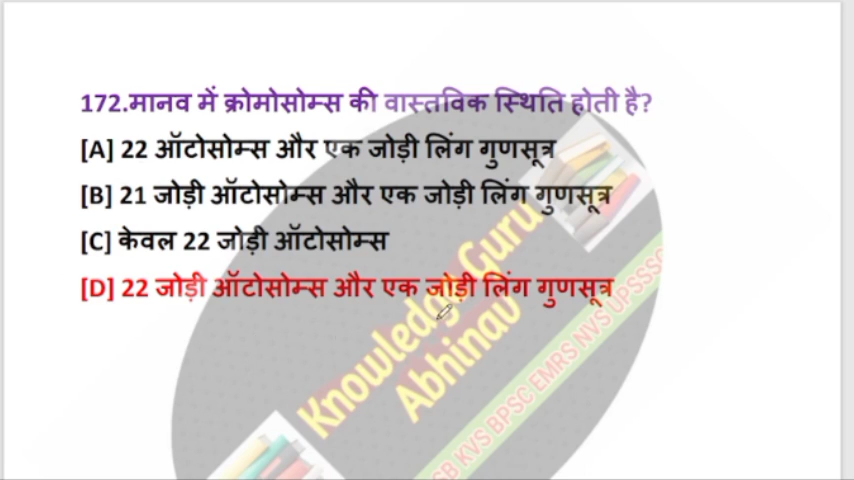 172.मानव में क्रोमोसोम्स की वास्तविक स्थिति होती है?
[A] 22 ऑटोसोम्स और एक जोड़ी लिंग गुणसूत्र
[B] 21 जोड़ी ऑटोसोम्स और एक जोड़ी लिंग गुणसूत्र
[C] केवल 22 जोड़ी ऑटोसोम्स
[D] 22 जोड़ी ऑटोसोम्स और एक जोड़ी लिंग गुणसूत्र
Knowledge Guru
Abhinav
KVS BPSC EMRS NVS